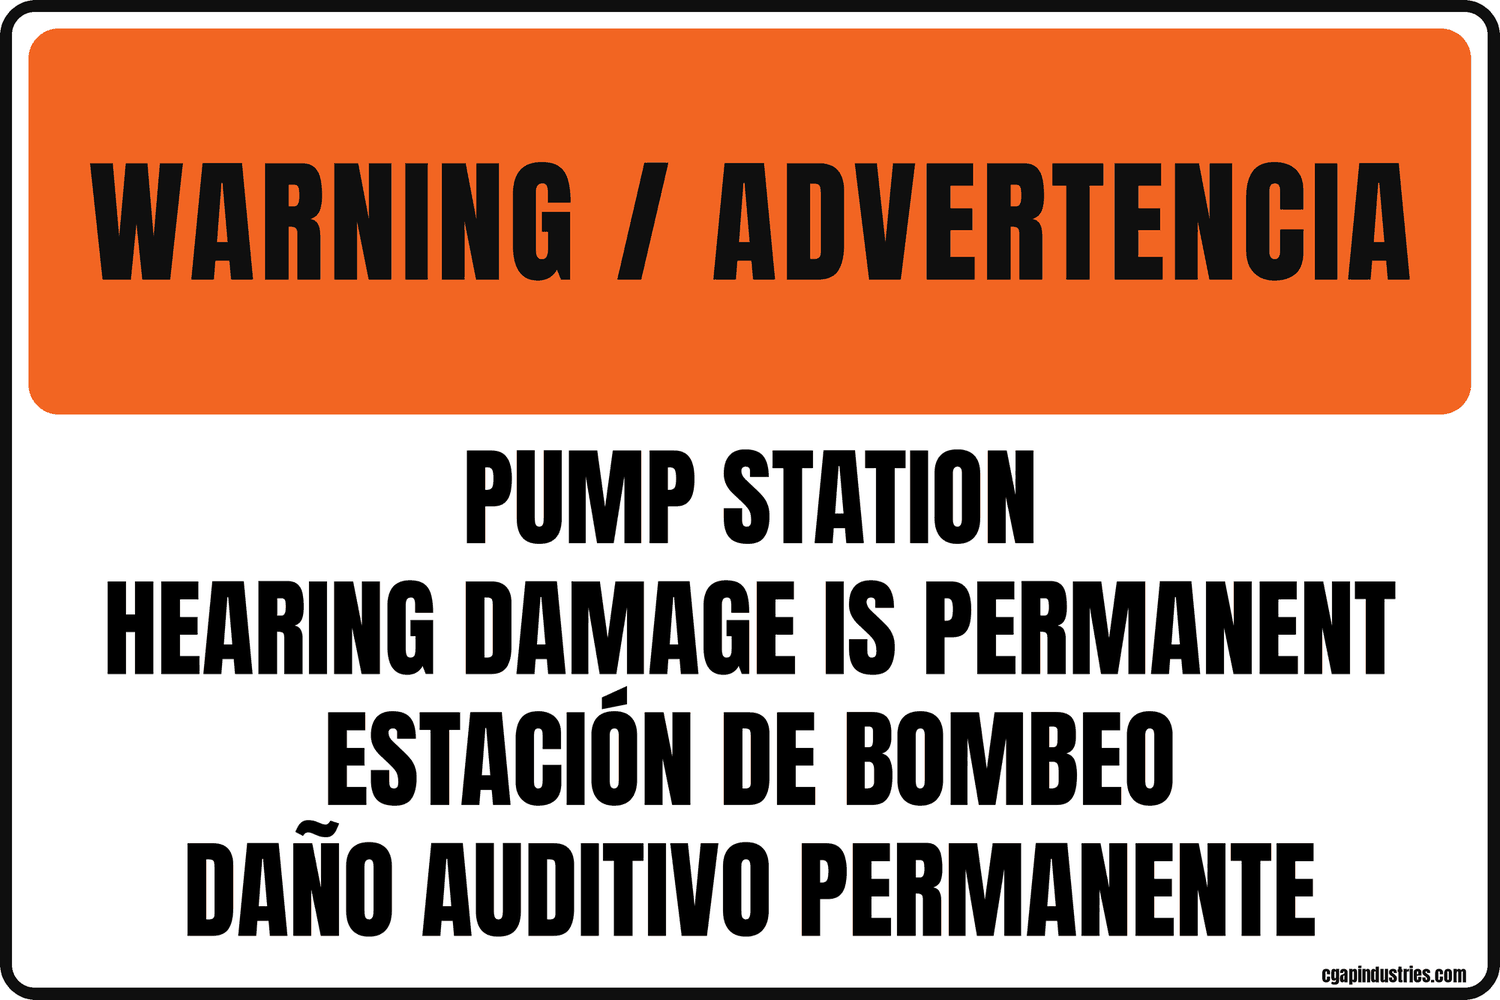 WARNING / ADVERTENCIA
PUMP STATION
HEARING DAMAGE IS PERMANENT
ESTACIÓN DE BOMBEO
DAÑO AUDITIVO PERMANENTE
cgapindustries.com